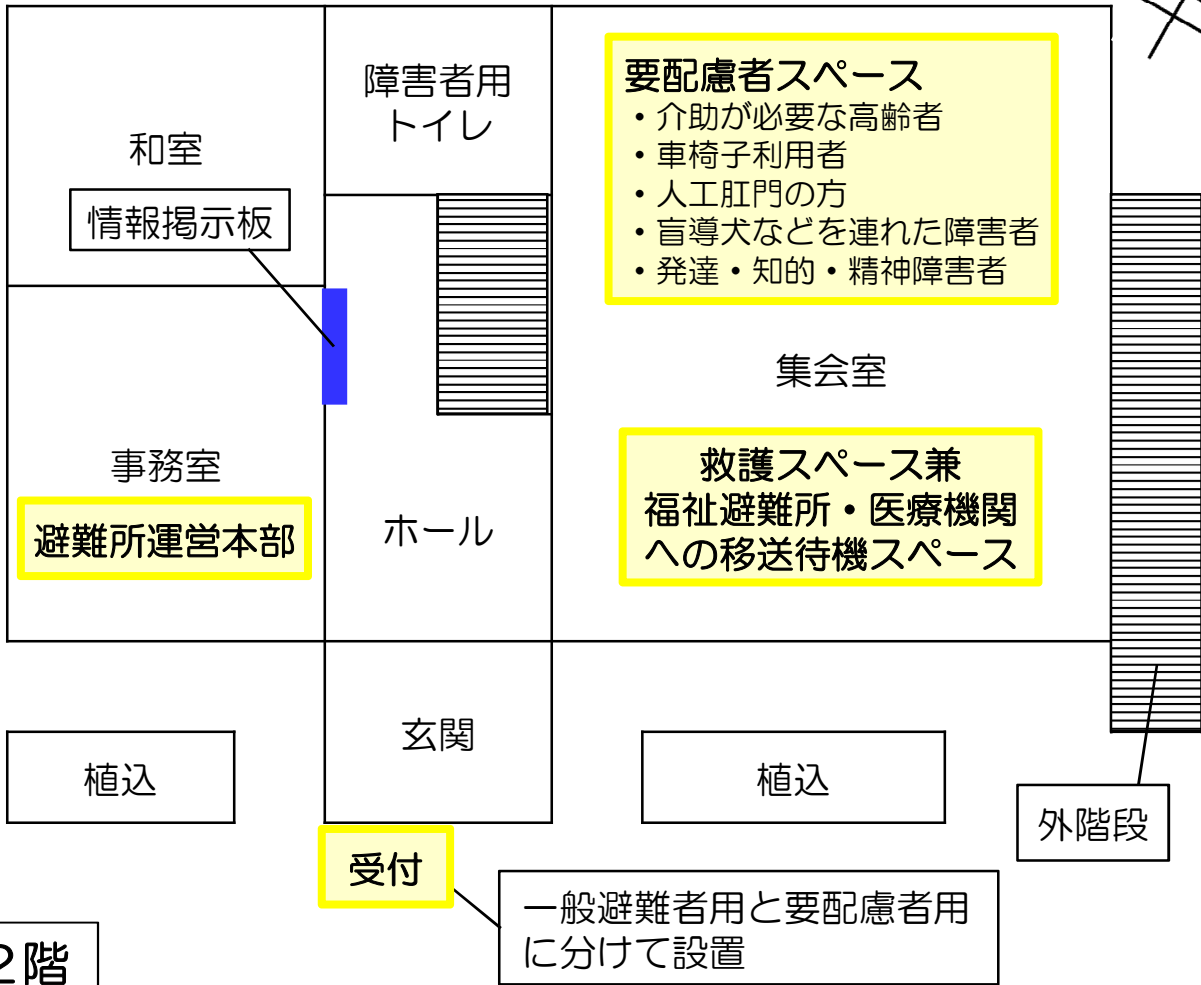 障害者用
トイレ
要配慮者スペース
・介助が必要な高齢者
・車椅子利用者
・人工肛門の方
・盲導犬などを連れた障害者
・発達・知的・精神障害者
和室
情報掲示板
集会室
事務室
避難所運営本部
ホール
救護スペース兼
福祉避難所・医療機関
への移送待機スペース
玄関
植込
植込
外階段
受付
一般避難者用と要配慮者用
に分けて設置
2階